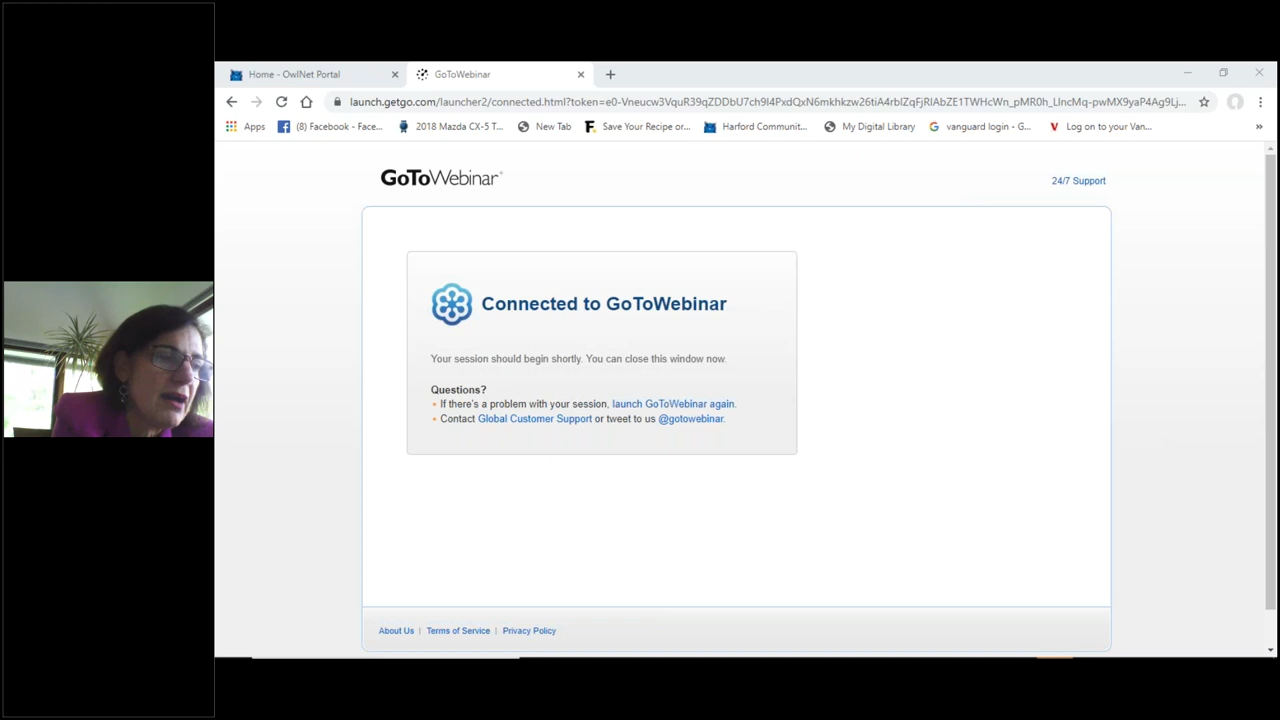 Home - OwlNet Portal
GoToWebinar
launch.getgo.com/launcher2/connected.html?token=e0-Vneucw3VquR39qZDDbU7ch9I4PxdQxN6mkhkzw26tiA4rblZqFjRlAbZE1TWHcWn_pMR0h_LlncMq-pwMX9yaP4Ag9Lj...
Apps
(8) Facebook - Face...
2018 Mazda CX-5 T...
New Tab
Save Your Recipe or...
Harford Communit...
My Digital Library
vanguard login - G...
Log on to your Van...
GoToWebinar
24/7 Support
Connected to GoToWebinar
Your session should begin shortly. You can close this window now.
Questions?
• If there's a problem with your session, launch GoToWebinar again.
• Contact Global Customer Support or tweet to us @gotowebinar.
About Us | Terms of Service | Privacy Policy